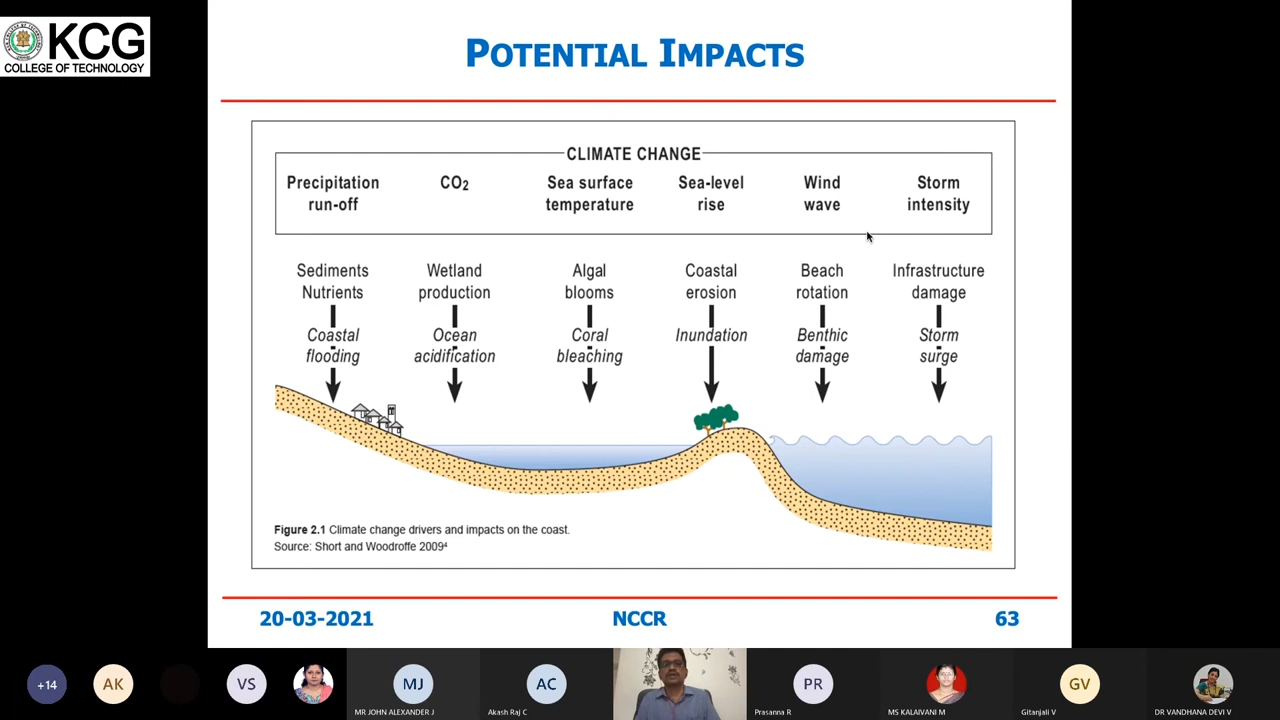 KCG
COLLEGE OF TECHNOLOGY
POTENTIAL IMPACTS
CLIMATE CHANGE
Precipitation run-off
CO₂
Sea surface temperature
Sea-level rise
Wind wave
Storm intensity
Sediments Nutrients
Wetland production
Algal blooms
Coastal erosion
Beach rotation
Infrastructure damage
Coastal flooding
Ocean acidification
Coral bleaching
Inundation
Benthic damage
Storm surge
Figure 2.1 Climate change drivers and impacts on the coast.
Source: Short and Woodroffe 2009⁴
20-03-2021
NCCR
63
+14
AK
VS
MJ
MR JOHN ALEXANDER J
AC
Akash Raj C
PR
Prasanna R
MS KALAIVANI M
GV
Gitanjali V
DR VANDHANA DEVI V